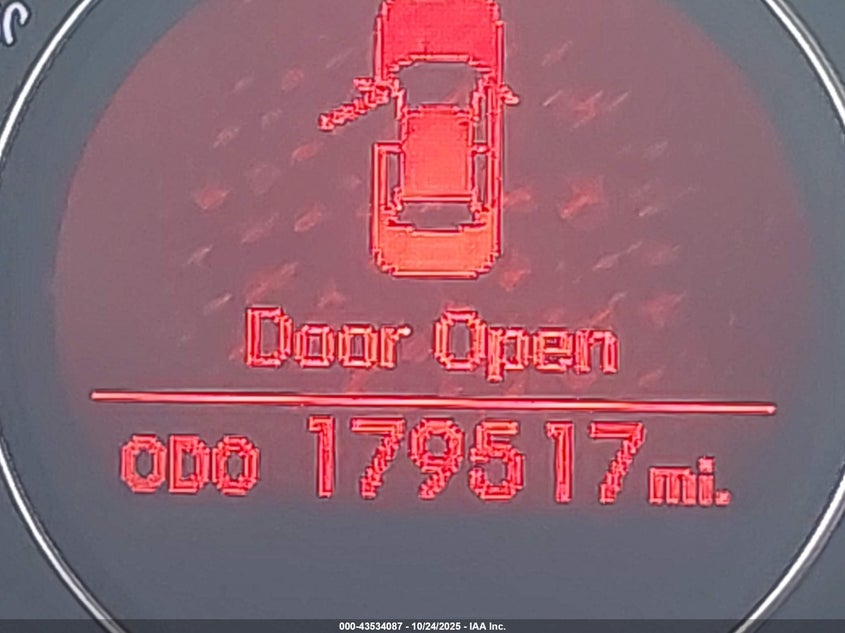 Door Open
ODO 179517 mi.
000-43534087 - 10/24/2025 - IAA Inc.